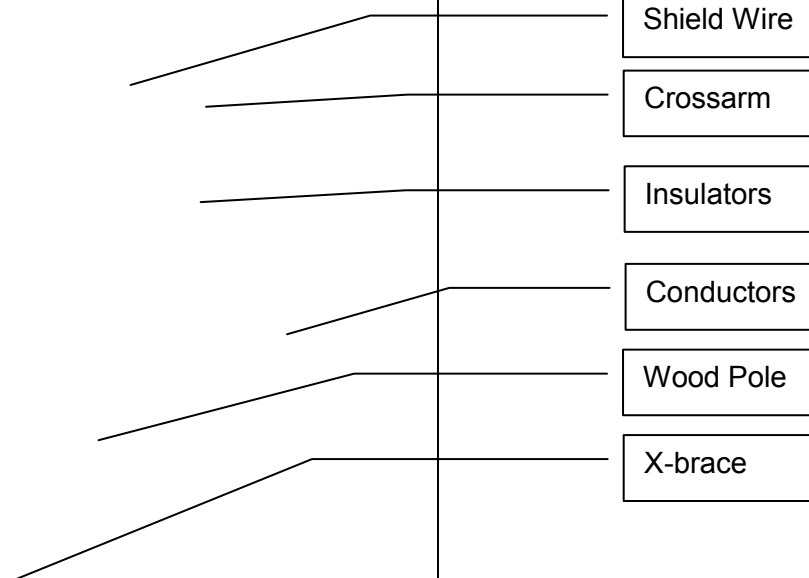 Shield Wire
Crossarm
Insulators
Conductors
Wood Pole
X-brace